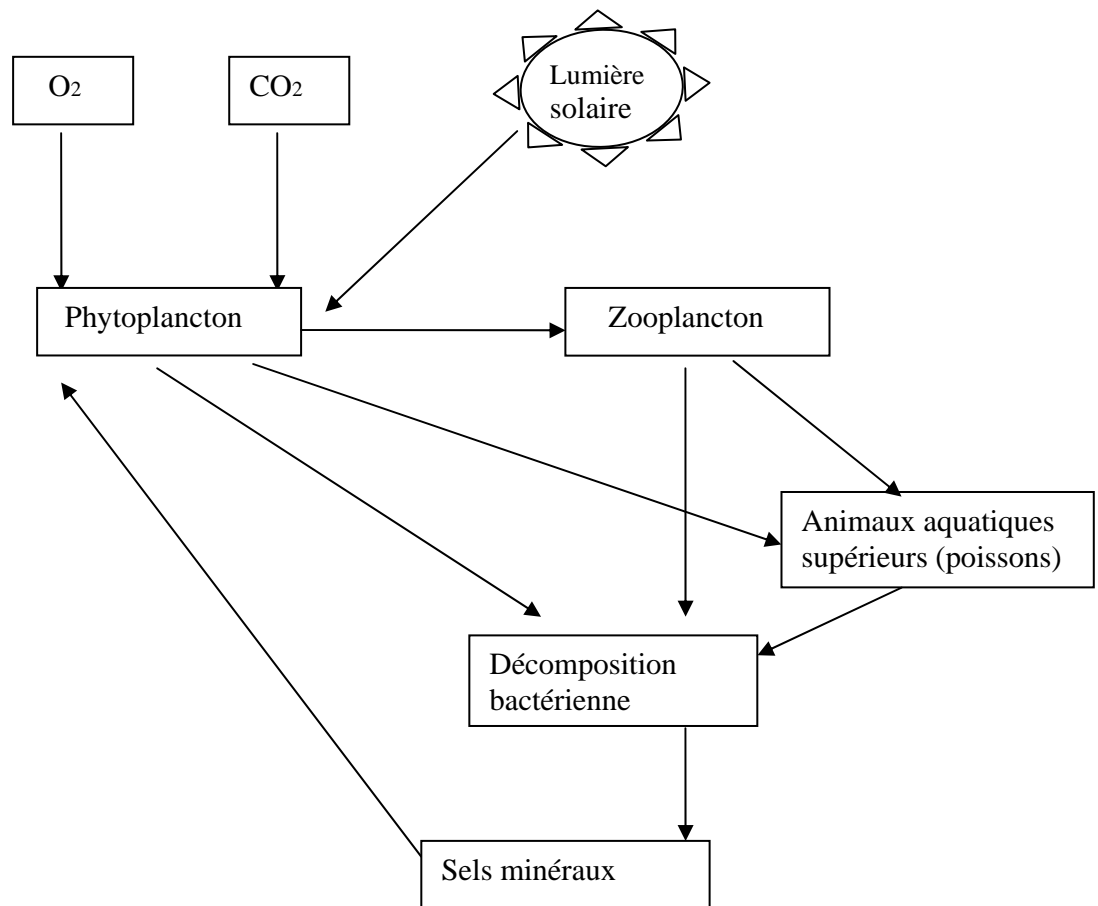 O2
CO2
Lumière
solaire
Phytoplancton
Zooplancton
Animaux aquatiques
supérieurs (poissons)
Décomposition
bactérienne
Sels minéraux